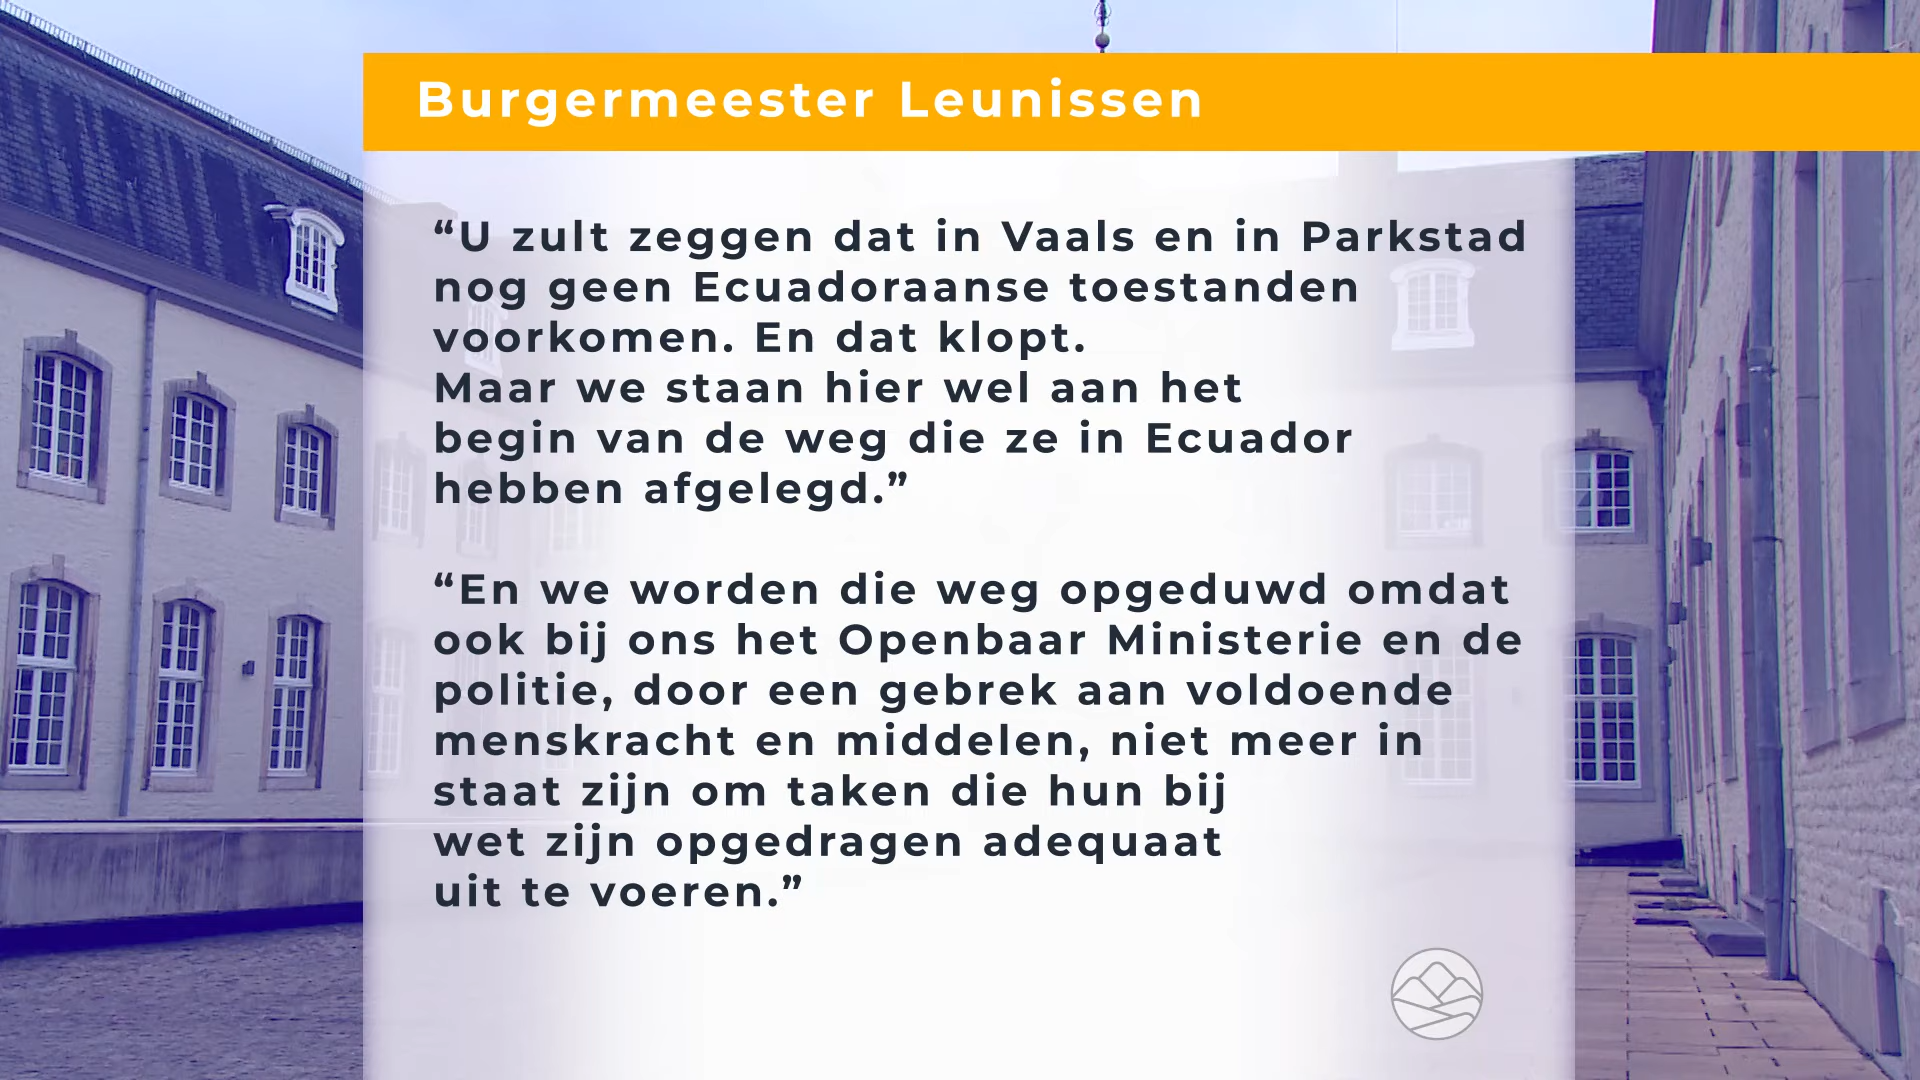 Burgermeester Leunissen
“U zult zeggen dat in Vaals en in Parkstad
nog geen Ecuadoraanse toestanden
voorkomen. En dat klopt.
Maar we staan hier wel aan het
begin van de weg die ze in Ecuador
hebben afgelegd.”
“En we worden die weg opgeduwd omdat
ook bij ons het Openbaar Ministerie en de
politie, door een gebrek aan voldoende
menskracht en middelen, niet meer in
staat zijn om taken die hun bij
wet zijn opgedragen adequaat
uit te voeren.”